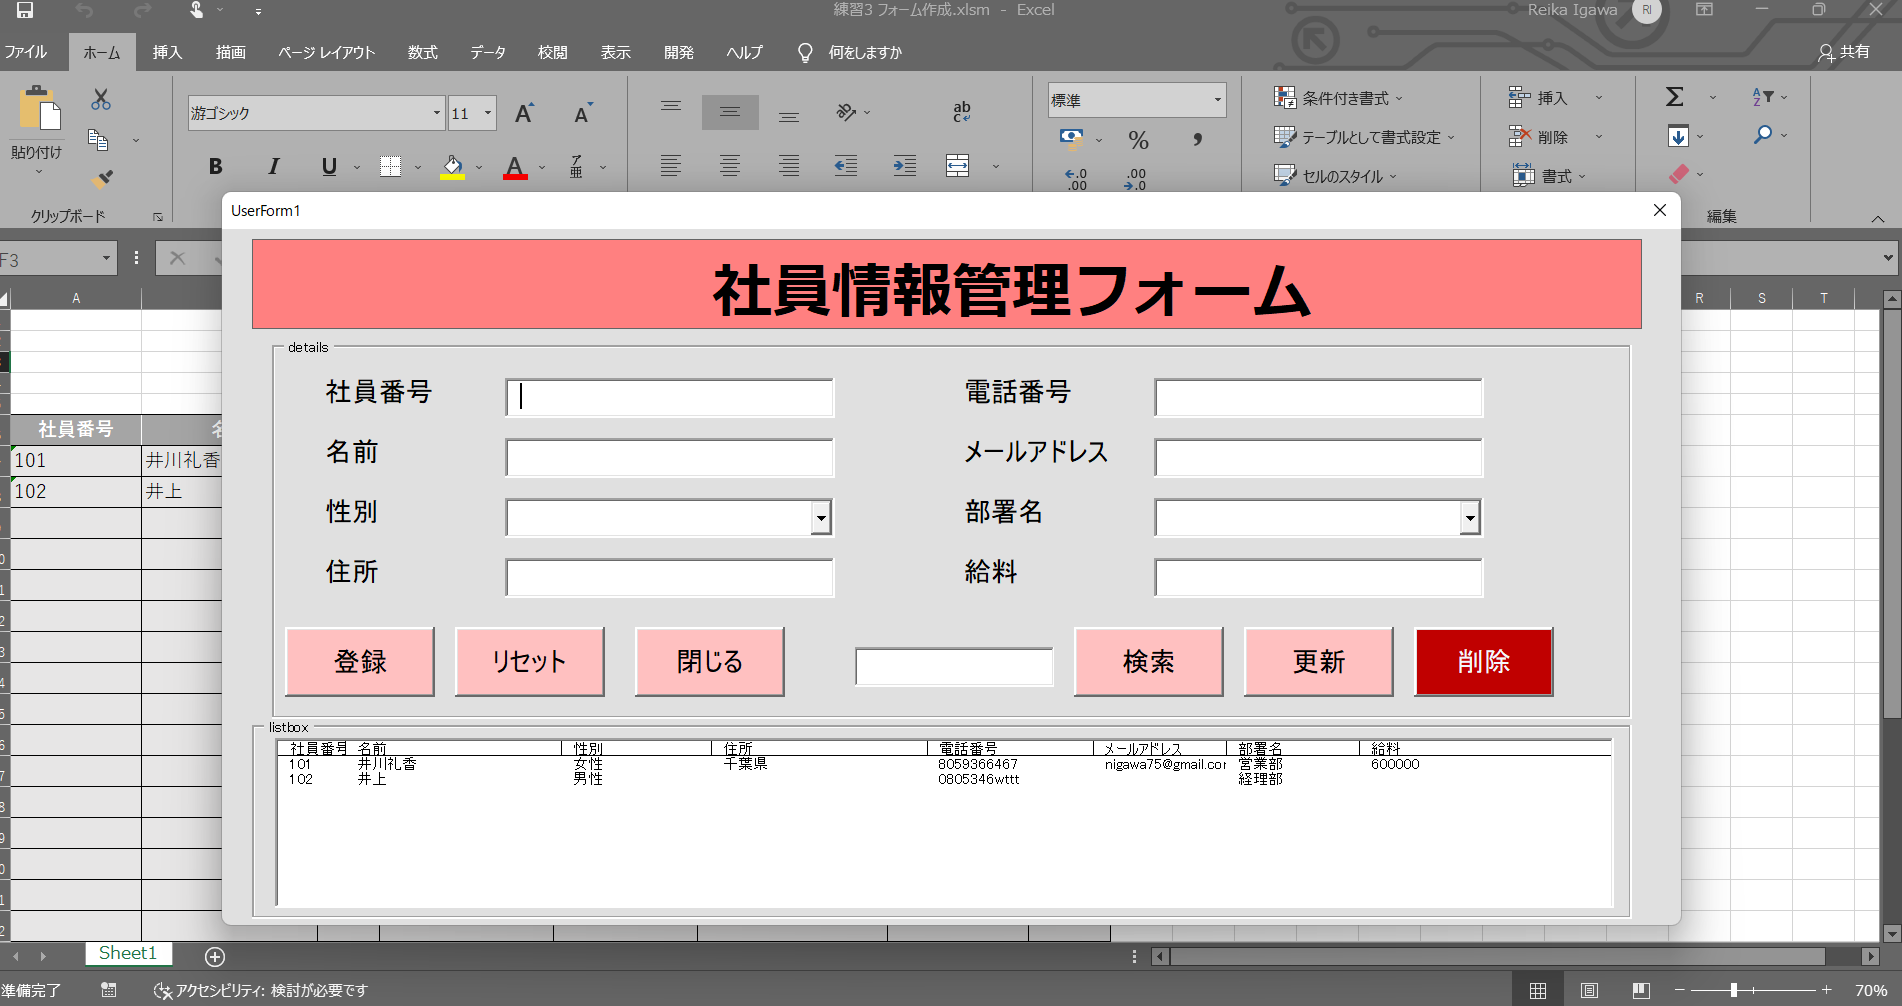 練習3 フォーム作成.xlsm - Excel
Reika Igawa RI
ファイル ホーム 挿入 描画 ページ レイアウト 数式 データ 校閲 表示 開発 ヘルプ 何をしますか 共有
貼り付け
クリップボード
游ゴシック 11
B I U A ア亜
ab
標準
% ,
条件付き書式
テーブルとして書式設定
セルのスタイル
挿入
削除
書式
Σ
編集
F3
UserForm1
A R S T
社員情報管理フォーム
details
社員番号 電話番号
名前 メールアドレス
性別 部署名
住所 給料
登録 リセット 閉じる 検索 更新 削除
listbox
社員番号 名前 性別 住所 電話番号 メールアドレス 部署名 給料
101 井川礼香 女性 千葉県 8059366467 nigawa75@gmail.cor 営業部 600000
102 井上 男性 0805346wttt 経理部
社員番号
101 井川礼香
102 井上
Sheet1
準備完了 アクセシビリティ: 検討が必要です 70%